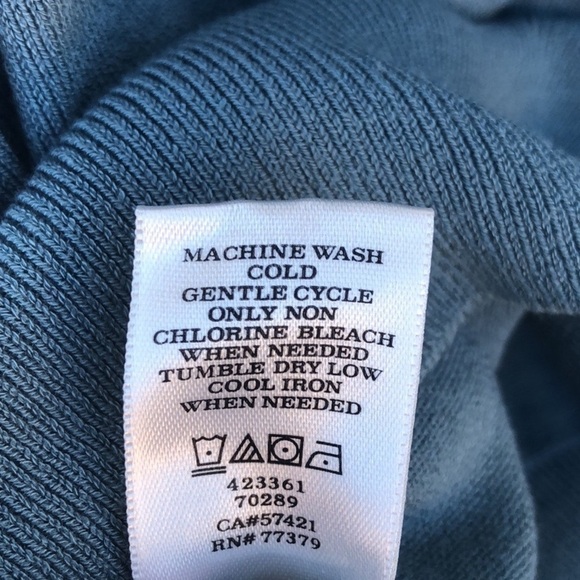 MACHINE WASH
COLD
GENTLE CYCLE
ONLY NON
CHLORINE BLEACH
WHEN NEEDED
TUMBLE DRY LOW
COOL IRON
WHEN NEEDED
423361
70289
CA#57421
RN# 77379